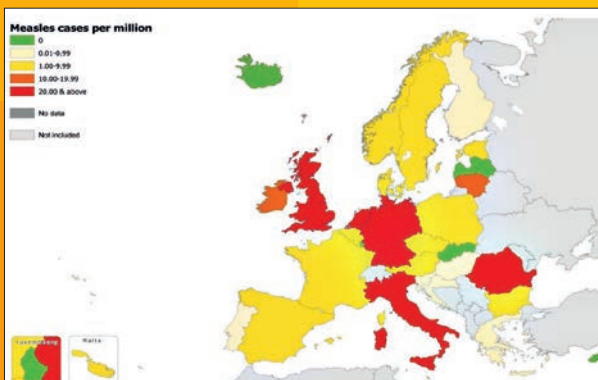 Measles cases per million
0
0.01-0.99
1.00-9.99
10.00-19.99
20.00 & above
No data
Not included
Luxembourg
Malta